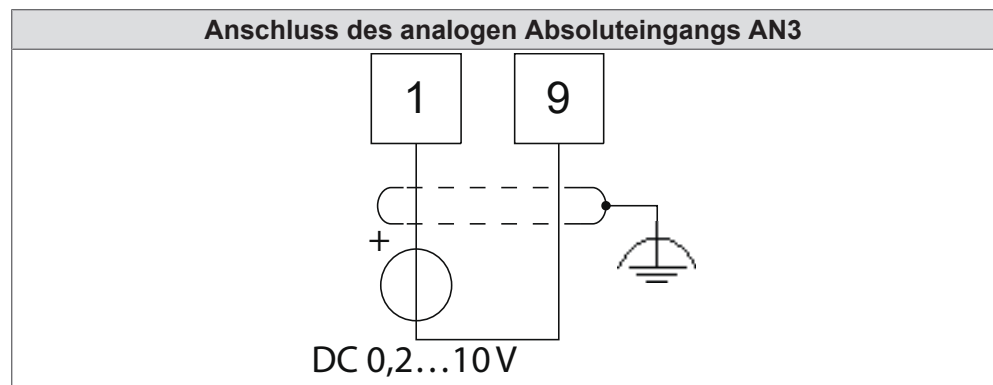 Anschluss des analogen Absoluteingangs AN3
1 9
+
DC 0,2…10 V